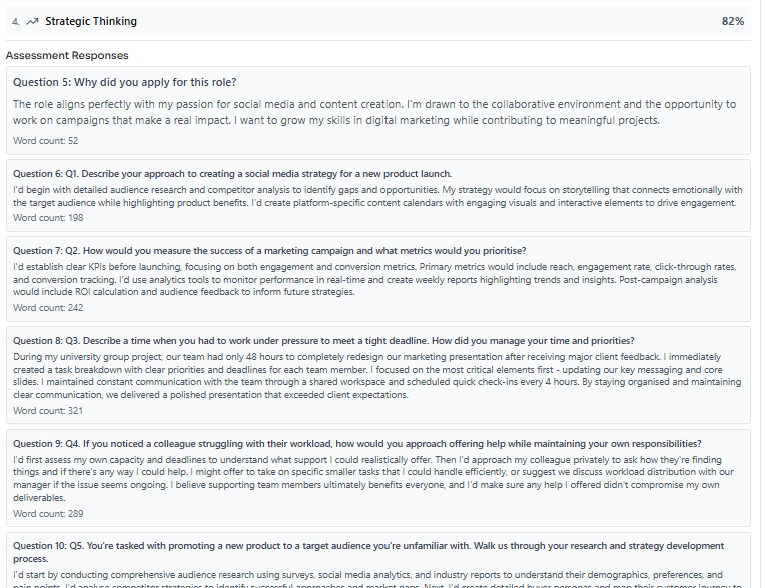 4. Strategic Thinking 82%
Assessment Responses
Question 5: Why did you apply for this role?
The role aligns perfectly with my passion for social media and content creation. I'm drawn to the collaborative environment and the opportunity to
work on campaigns that make a real impact. I want to grow my skills in digital marketing while contributing to meaningful projects.
Word count: 52
Question 6: Q1. Describe your approach to creating a social media strategy for a new product launch.
I'd begin with detailed audience research and competitor analysis to identify gaps and opportunities. My strategy would focus on storytelling that connects emotionally with
the target audience while highlighting product benefits. I'd create platform-specific content calendars with engaging visuals and interactive elements to drive engagement.
Word count: 198
Question 7: Q2. How would you measure the success of a marketing campaign and what metrics would you prioritise?
I'd establish clear KPIs before launching, focusing on both engagement and conversion metrics. Primary metrics would include reach, engagement rate, click-through rates,
and conversion tracking. I'd use analytics tools to monitor performance in real-time and create weekly reports highlighting trends and insights. Post-campaign analysis
would include ROI calculation and audience feedback to inform future strategies.
Word count: 242
Question 8: Q3. Describe a time when you had to work under pressure to meet a tight deadline. How did you manage your time and priorities?
During my university group project, our team had only 48 hours to completely redesign our marketing presentation after receiving major client feedback. I immediately
created a task breakdown with clear priorities and deadlines for each team member. I focused on the most critical elements first - updating our key messaging and core
slides. I maintained constant communication with the team through a shared workspace and scheduled quick check-ins every 4 hours. By staying organised and maintaining
clear communication, we delivered a polished presentation that exceeded client expectations.
Word count: 321
Question 9: Q4. If you noticed a colleague struggling with their workload, how would you approach offering help while maintaining your own responsibilities?
I'd first assess my own capacity and deadlines to understand what support I could realistically offer. Then I'd approach my colleague privately to ask how they're finding
things and if there's any way I could help. I might offer to take on specific smaller tasks that I could handle efficiently, or suggest we discuss workload distribution with our
manager if the issue seems ongoing. I believe supporting team members ultimately benefits everyone, and I'd make sure any help I offered didn't compromise my own
deliverables.
Word count: 289
Question 10: Q5. You're tasked with promoting a new product to a target audience you're unfamiliar with. Walk us through your research and strategy development
process.
I'd start by conducting comprehensive audience research using surveys, social media analytics, and industry reports to understand their demographics, preferences, and
pain points. I'd analyse competitor strategies to identify successful approaches and market gaps. Next, I'd create detailed buyer personas and map their customer journey to